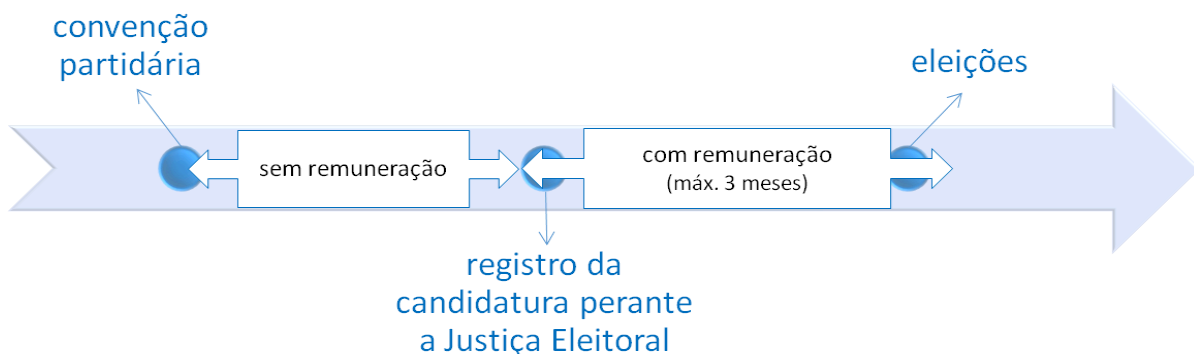 convenção
partidária
eleições
sem remuneração
com remuneração
(máx. 3 meses)
registro da
candidatura perante
a Justiça Eleitoral